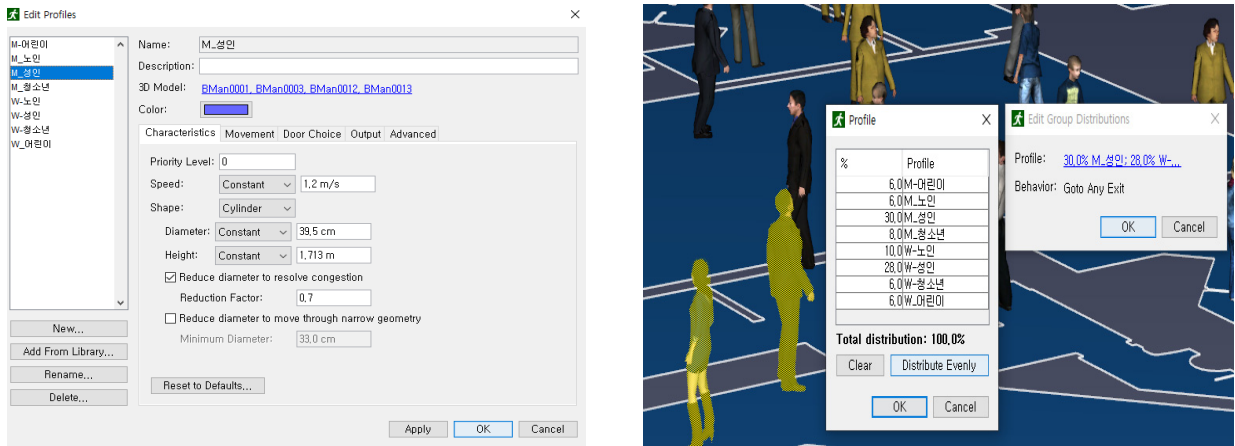 Edit Profiles
M-어린이
M_노인
M_성인
M_청소년
W-노인
W-성인
W-청소년
W_어린이
New...
Add From Library...
Rename...
Delete...
Name: M_성인
Description:
3D Model: BMan0001, BMan0003, BMan0012, BMan0013
Color:
Characteristics Movement Door Choice Output Advanced
Priority Level: 0
Speed: Constant 1,2 m/s
Shape: Cylinder
Diameter: Constant 39,5 cm
Height: Constant 1,713 m
Reduce diameter to resolve congestion
Reduction Factor: 0,7
Reduce diameter to move through narrow geometry
Minimum Diameter: 33,0 cm
Reset to Defaults...
Apply OK Cancel
Profile
% Profile
6,0 M-어린이
6,0 M_노인
30,0 M_성인
8,0 M_청소년
10,0 W-노인
28,0 W-성인
6,0 W-청소년
6,0 W_어린이
Total distribution: 100,0%
Clear Distribute Evenly
OK Cancel
Edit Group Distributions
Profile: 30,0% M_성인; 28,0% W-...
Behavior: Goto Any Exit
OK Cancel